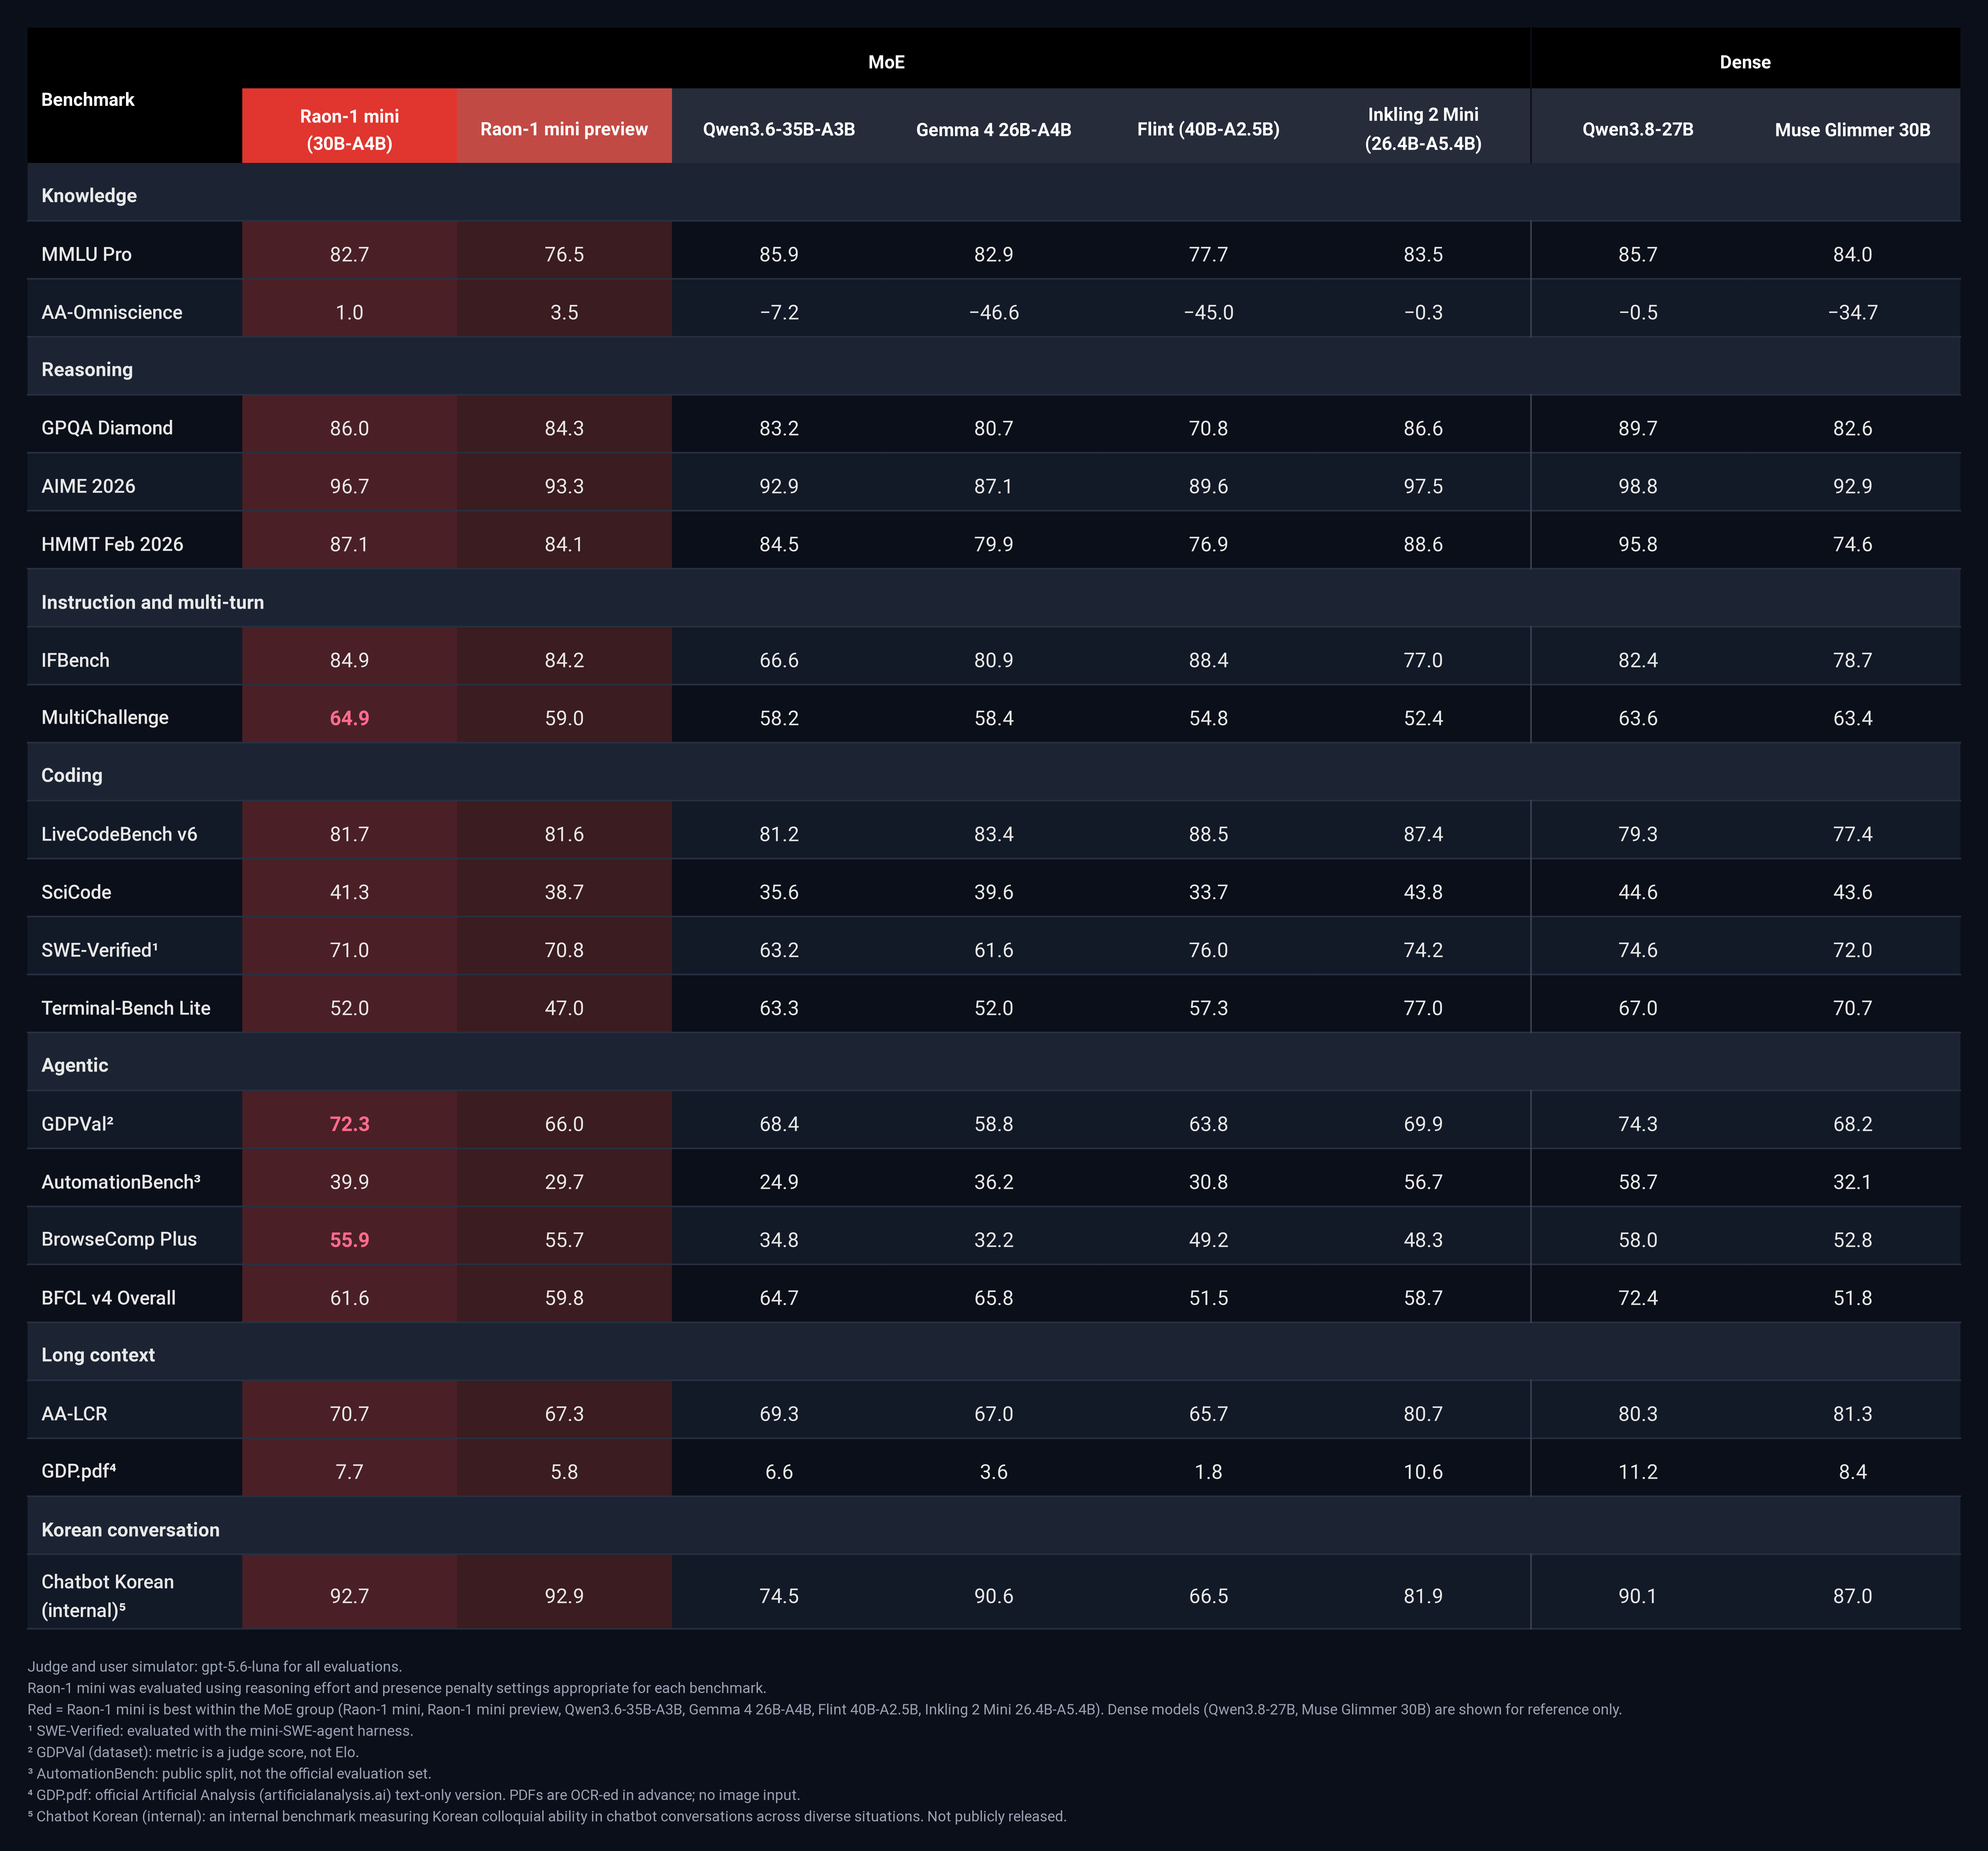 MoE Dense
Benchmark Raon-1 mini (30B-A4B) Raon-1 mini preview Qwen3.6-35B-A3B Gemma 4 26B-A4B Flint (40B-A2.5B) Inkling 2 Mini (26.4B-A5.4B) Qwen3.8-27B Muse Glimmer 30B
Knowledge
MMLU Pro 82.7 76.5 85.9 82.9 77.7 83.5 85.7 84.0
AA-Omniscience 1.0 3.5 −7.2 −46.6 −45.0 −0.3 −0.5 −34.7
Reasoning
GPQA Diamond 86.0 84.3 83.2 80.7 70.8 86.6 89.7 82.6
AIME 2026 96.7 93.3 92.9 87.1 89.6 97.5 98.8 92.9
HMMT Feb 2026 87.1 84.1 84.5 79.9 76.9 88.6 95.8 74.6
Instruction and multi-turn
IFBench 84.9 84.2 66.6 80.9 88.4 77.0 82.4 78.7
MultiChallenge 64.9 59.0 58.2 58.4 54.8 52.4 63.6 63.4
Coding
LiveCodeBench v6 81.7 81.6 81.2 83.4 88.5 87.4 79.3 77.4
SciCode 41.3 38.7 35.6 39.6 33.7 43.8 44.6 43.6
SWE-Verified¹ 71.0 70.8 63.2 61.6 76.0 74.2 74.6 72.0
Terminal-Bench Lite 52.0 47.0 63.3 52.0 57.3 77.0 67.0 70.7
Agentic
GDPVal² 72.3 66.0 68.4 58.8 63.8 69.9 74.3 68.2
AutomationBench³ 39.9 29.7 24.9 36.2 30.8 56.7 58.7 32.1
BrowseComp Plus 55.9 55.7 34.8 32.2 49.2 48.3 58.0 52.8
BFCL v4 Overall 61.6 59.8 64.7 65.8 51.5 58.7 72.4 51.8
Long context
AA-LCR 70.7 67.3 69.3 67.0 65.7 80.7 80.3 81.3
GDP.pdf⁴ 7.7 5.8 6.6 3.6 1.8 10.6 11.2 8.4
Korean conversation
Chatbot Korean (internal)⁵ 92.7 92.9 74.5 90.6 66.5 81.9 90.1 87.0
Judge and user simulator: gpt-5.6-luna for all evaluations.
Raon-1 mini was evaluated using reasoning effort and presence penalty settings appropriate for each benchmark.
Red = Raon-1 mini is best within the MoE group (Raon-1 mini, Raon-1 mini preview, Qwen3.6-35B-A3B, Gemma 4 26B-A4B, Flint 40B-A2.5B, Inkling 2 Mini 26.4B-A5.4B). Dense models (Qwen3.8-27B, Muse Glimmer 30B) are shown for reference only.
¹ SWE-Verified: evaluated with the mini-SWE-agent harness.
² GDPVal (dataset): metric is a judge score, not Elo.
³ AutomationBench: public split, not the official evaluation set.
⁴ GDP.pdf: official Artificial Analysis (artificialanalysis.ai) text-only version. PDFs are OCR-ed in advance; no image input.
⁵ Chatbot Korean (internal): an internal benchmark measuring Korean colloquial ability in chatbot conversations across diverse situations. Not publicly released.